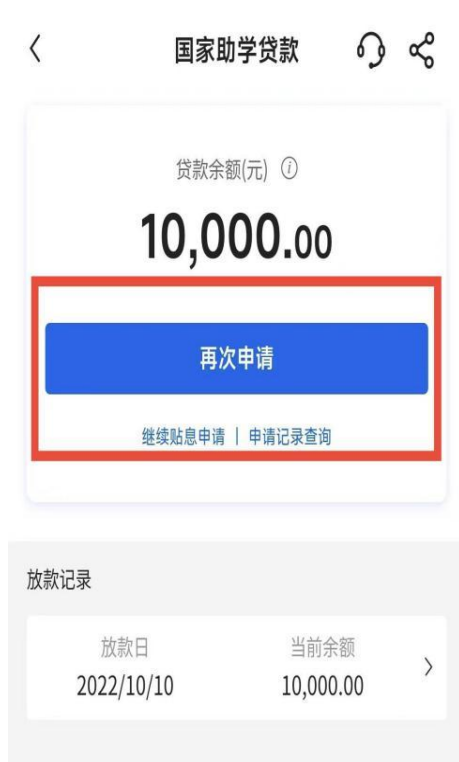 国家助学贷款
贷款余额(元)
10,000.00
再次申请
继续贴息申请 | 申请记录查询
放款记录
放款日 当前余额
2022/10/10 10,000.00